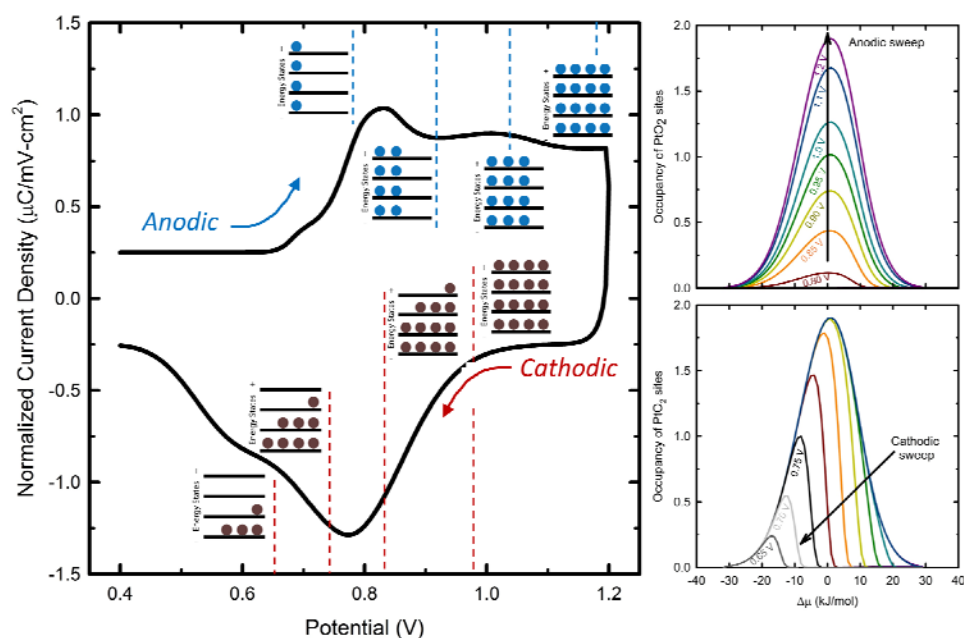 Normalized Current Density (μC/mV-cm²)
1.5
1.0
0.5
0.0
-0.5
-1.0
-1.5
0.4
0.6
0.8
1.0
1.2
Potential (V)
Anodic
Cathodic
Energy States
Energy States
Energy States
Energy States
Energy States
Energy States
Energy States
Energy States
Occupancy of PtO₂ sites
2.0
1.5
1.0
0.5
0.0
Anodic sweep
1.2 V
1.1 V
1.0 V
0.90 V
0.85 V
0.80 V
Occupancy of PtO₂ sites
2.0
1.5
1.0
0.5
0.0
Cathodic
sweep
0.75 V
0.70 V
0.65 V
-40
-30
-20
-10
0
10
20
30
40
Δμ (kJ/mol)